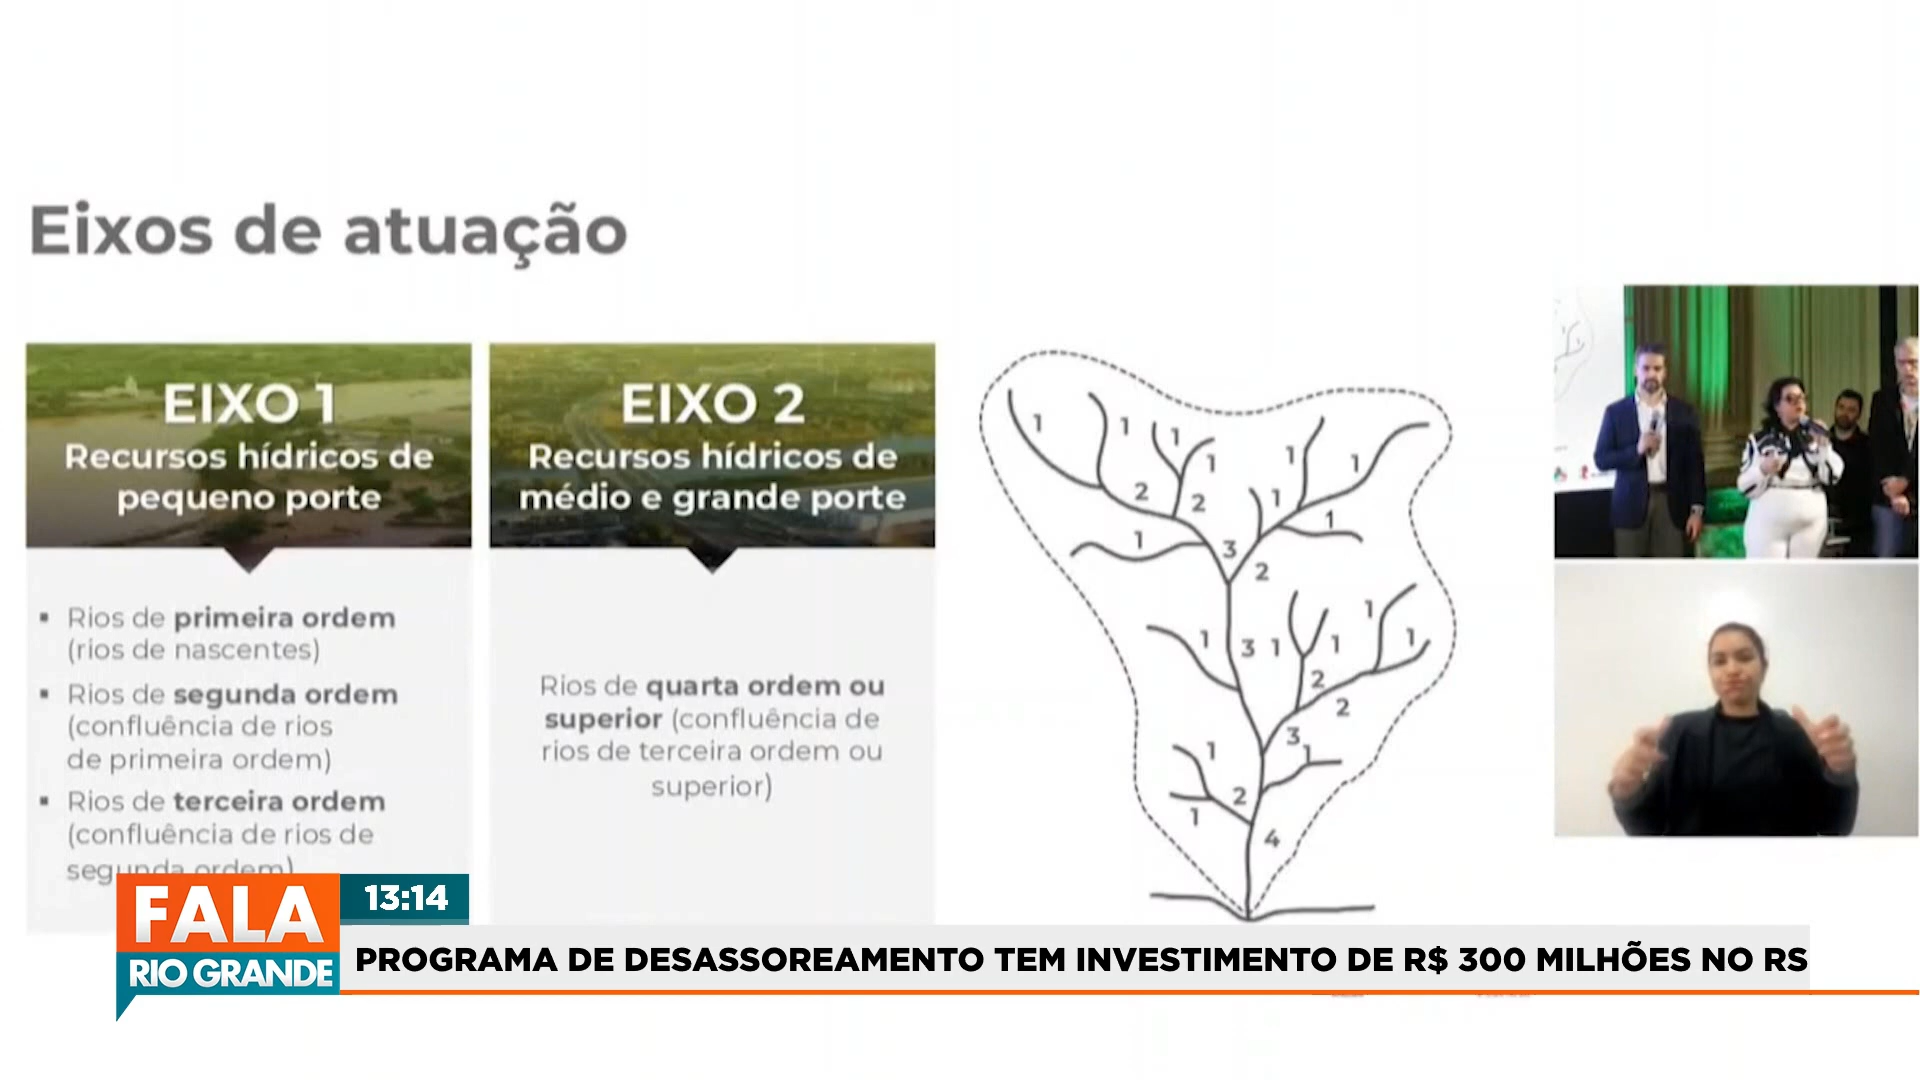 Eixos de atuação
EIXO 1
Recursos hídricos de
pequeno porte
▪ Rios de primeira ordem
(rios de nascentes)
▪ Rios de segunda ordem
(confluência de rios
de primeira ordem)
▪ Rios de terceira ordem
(confluência de rios de
segunda ordem)
EIXO 2
Recursos hídricos de
médio e grande porte
Rios de quarta ordem ou
superior (confluência de
rios de terceira ordem ou
superior)
1 1 1 1 1 1
2 2 1 1
1 3 2
1 3 1 1 1 1
2 2
1 3 1
2
1 4
FALA
RIO GRANDE
13:14
PROGRAMA DE DESASSOREAMENTO TEM INVESTIMENTO DE R$ 300 MILHÕES NO RS